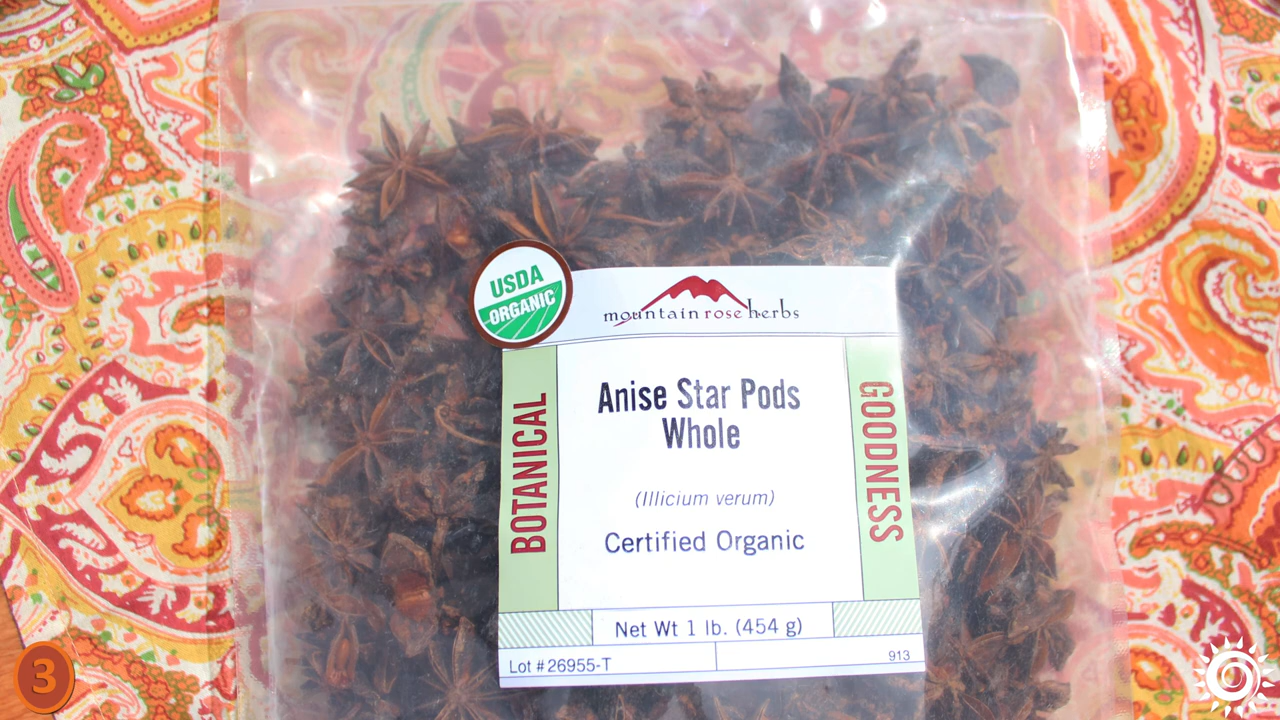 USDA
ORGANIC
mountain rose herbs
BOTANICAL
Anise Star Pods
Whole
(Illicium verum)
Certified Organic
GOODNESS
Net Wt 1 lb. (454 g)
Lot # 26955-T
913
3